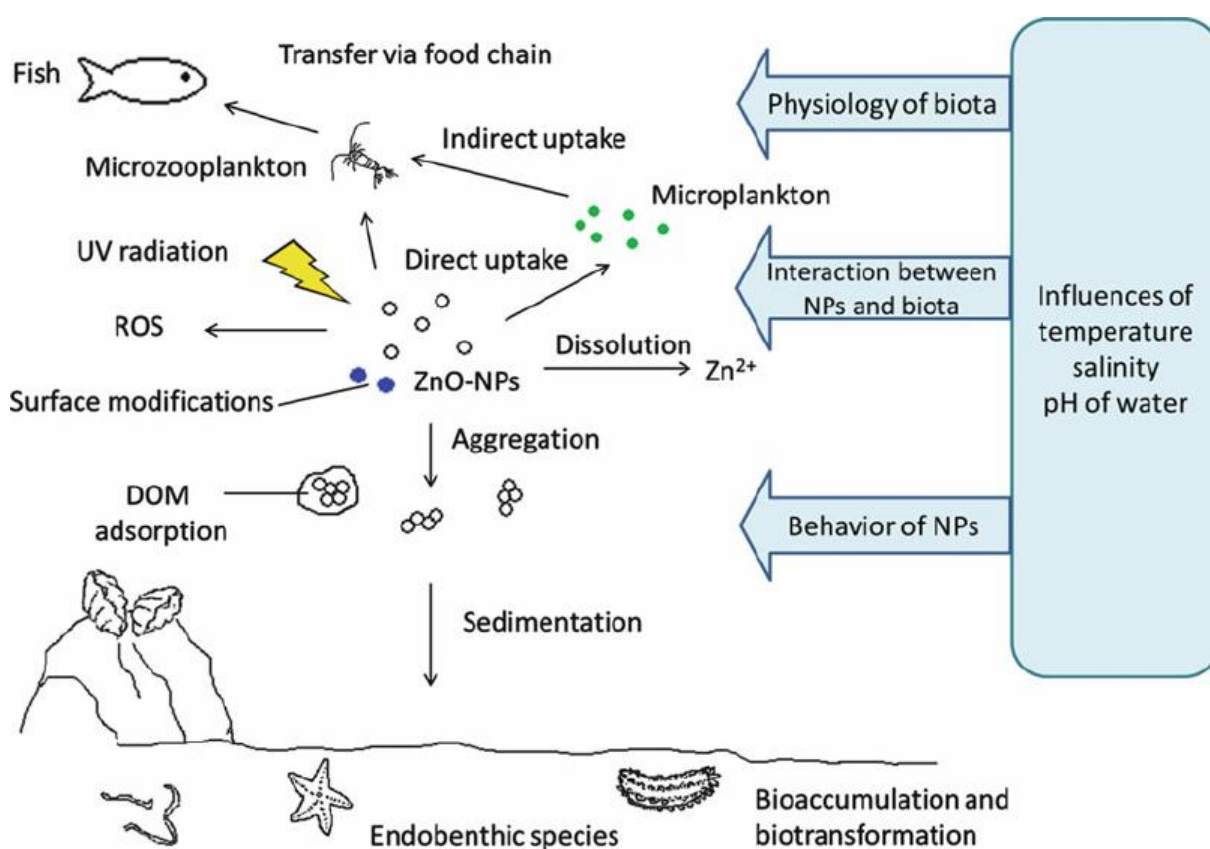 Transfer via food chain
Fish
Physiology of biota
Indirect uptake
Microzooplankton
Microplankton
UV radiation
Direct uptake
Interaction between
NPs and biota
Influences of
temperature
salinity
pH of water
ROS
Dissolution
Zn²⁺
ZnO-NPs
Surface modifications
Aggregation
DOM
adsorption
Behavior of NPs
Sedimentation
Endobenthic species
Bioaccumulation and
biotransformation